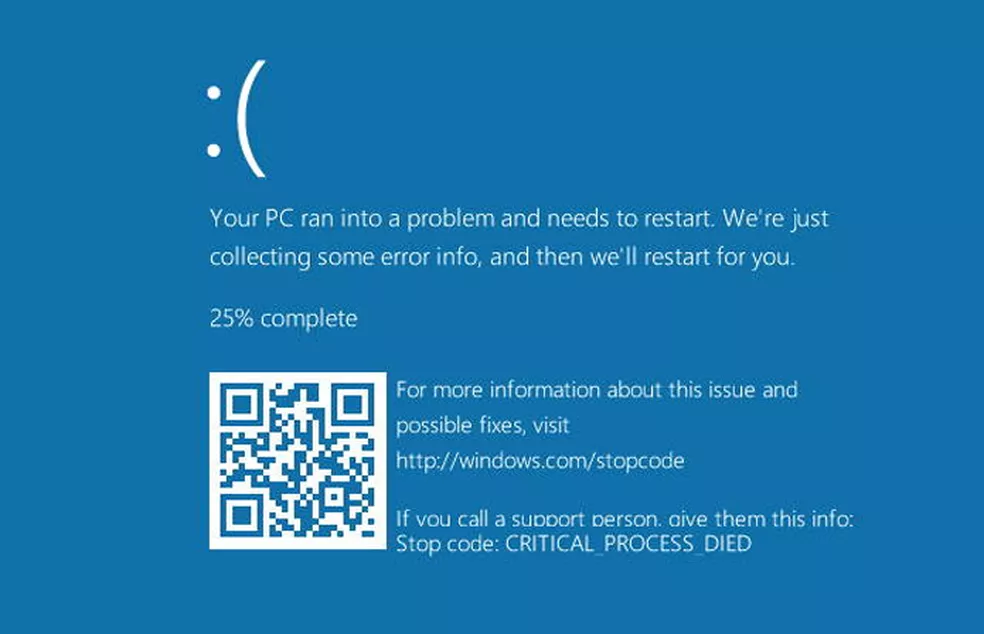 :(
Your PC ran into a problem and needs to restart. We're just
collecting some error info, and then we'll restart for you.
25% complete
For more information about this issue and
possible fixes, visit
http://windows.com/stopcode
If you call a support person, give them this info:
Stop code: CRITICAL_PROCESS_DIED